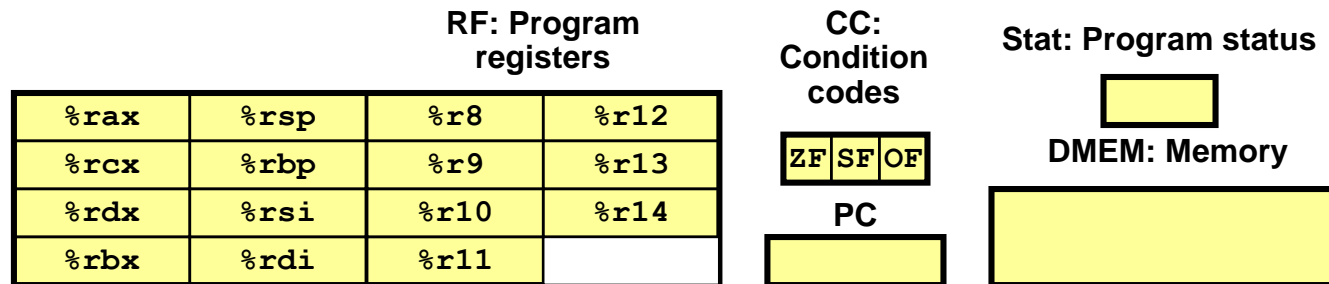 RF: Program
registers
%rax %rsp %r8 %r12
%rcx %rbp %r9 %r13
%rdx %rsi %r10 %r14
%rbx %rdi %r11
CC:
Condition
codes
ZF SF OF
PC
Stat: Program status
DMEM: Memory